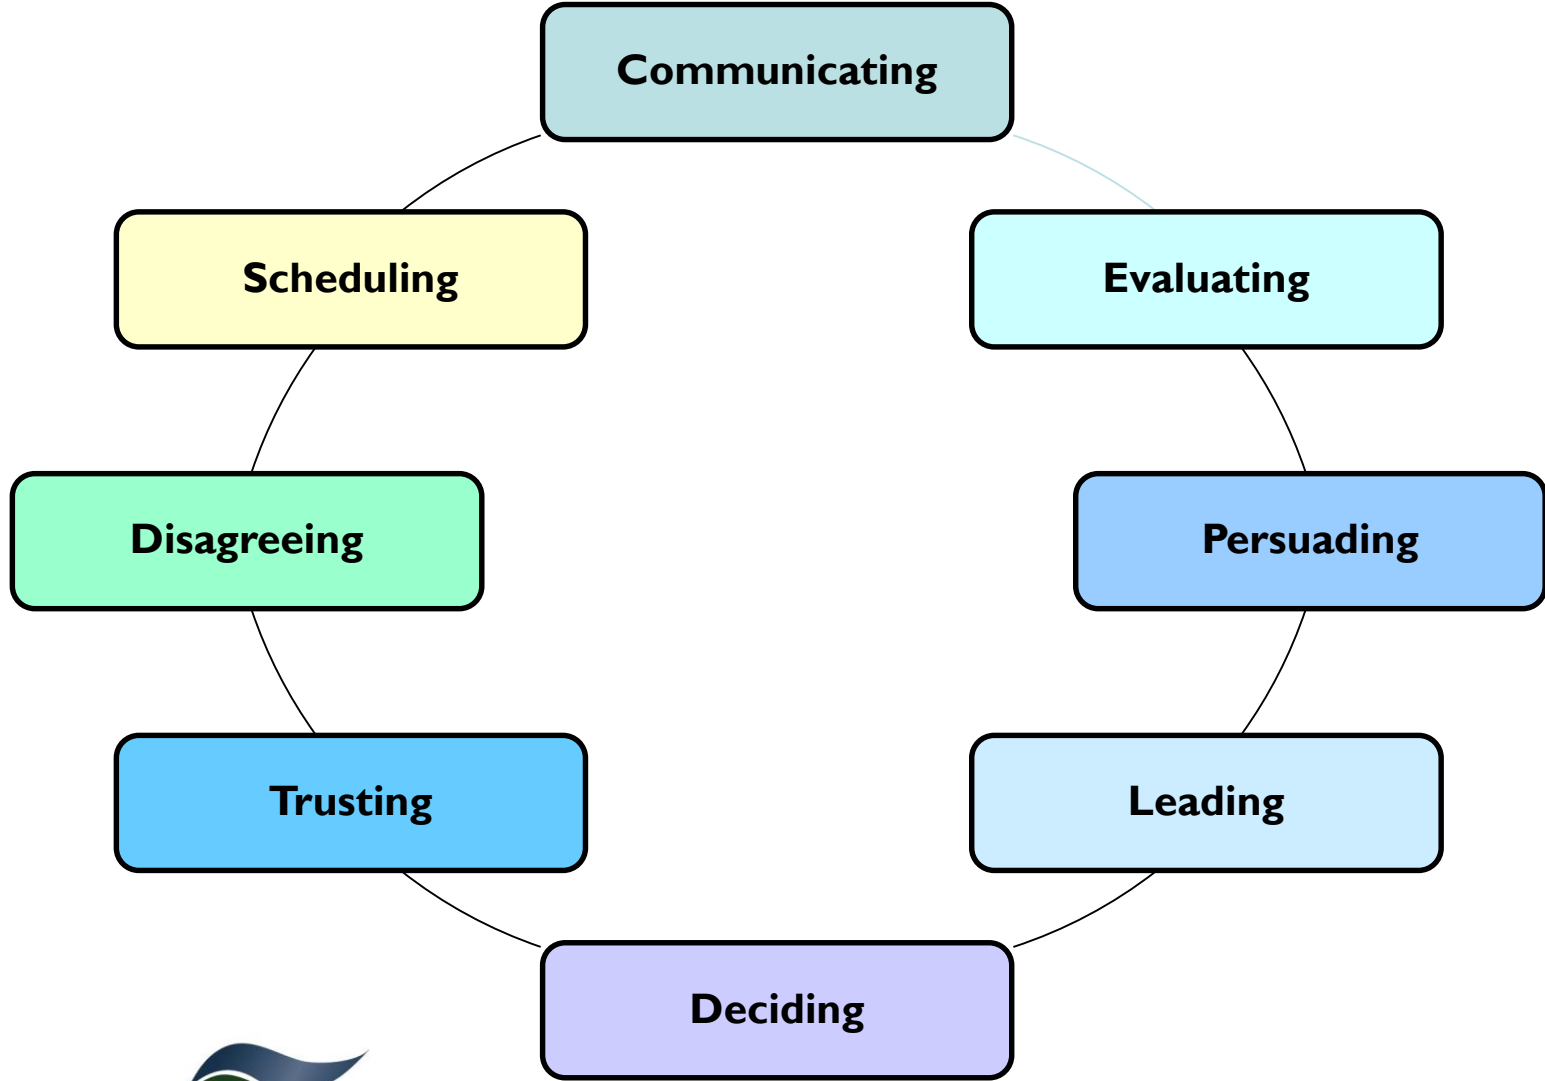 Communicating
Evaluating
Persuading
Leading
Deciding
Trusting
Disagreeing
Scheduling